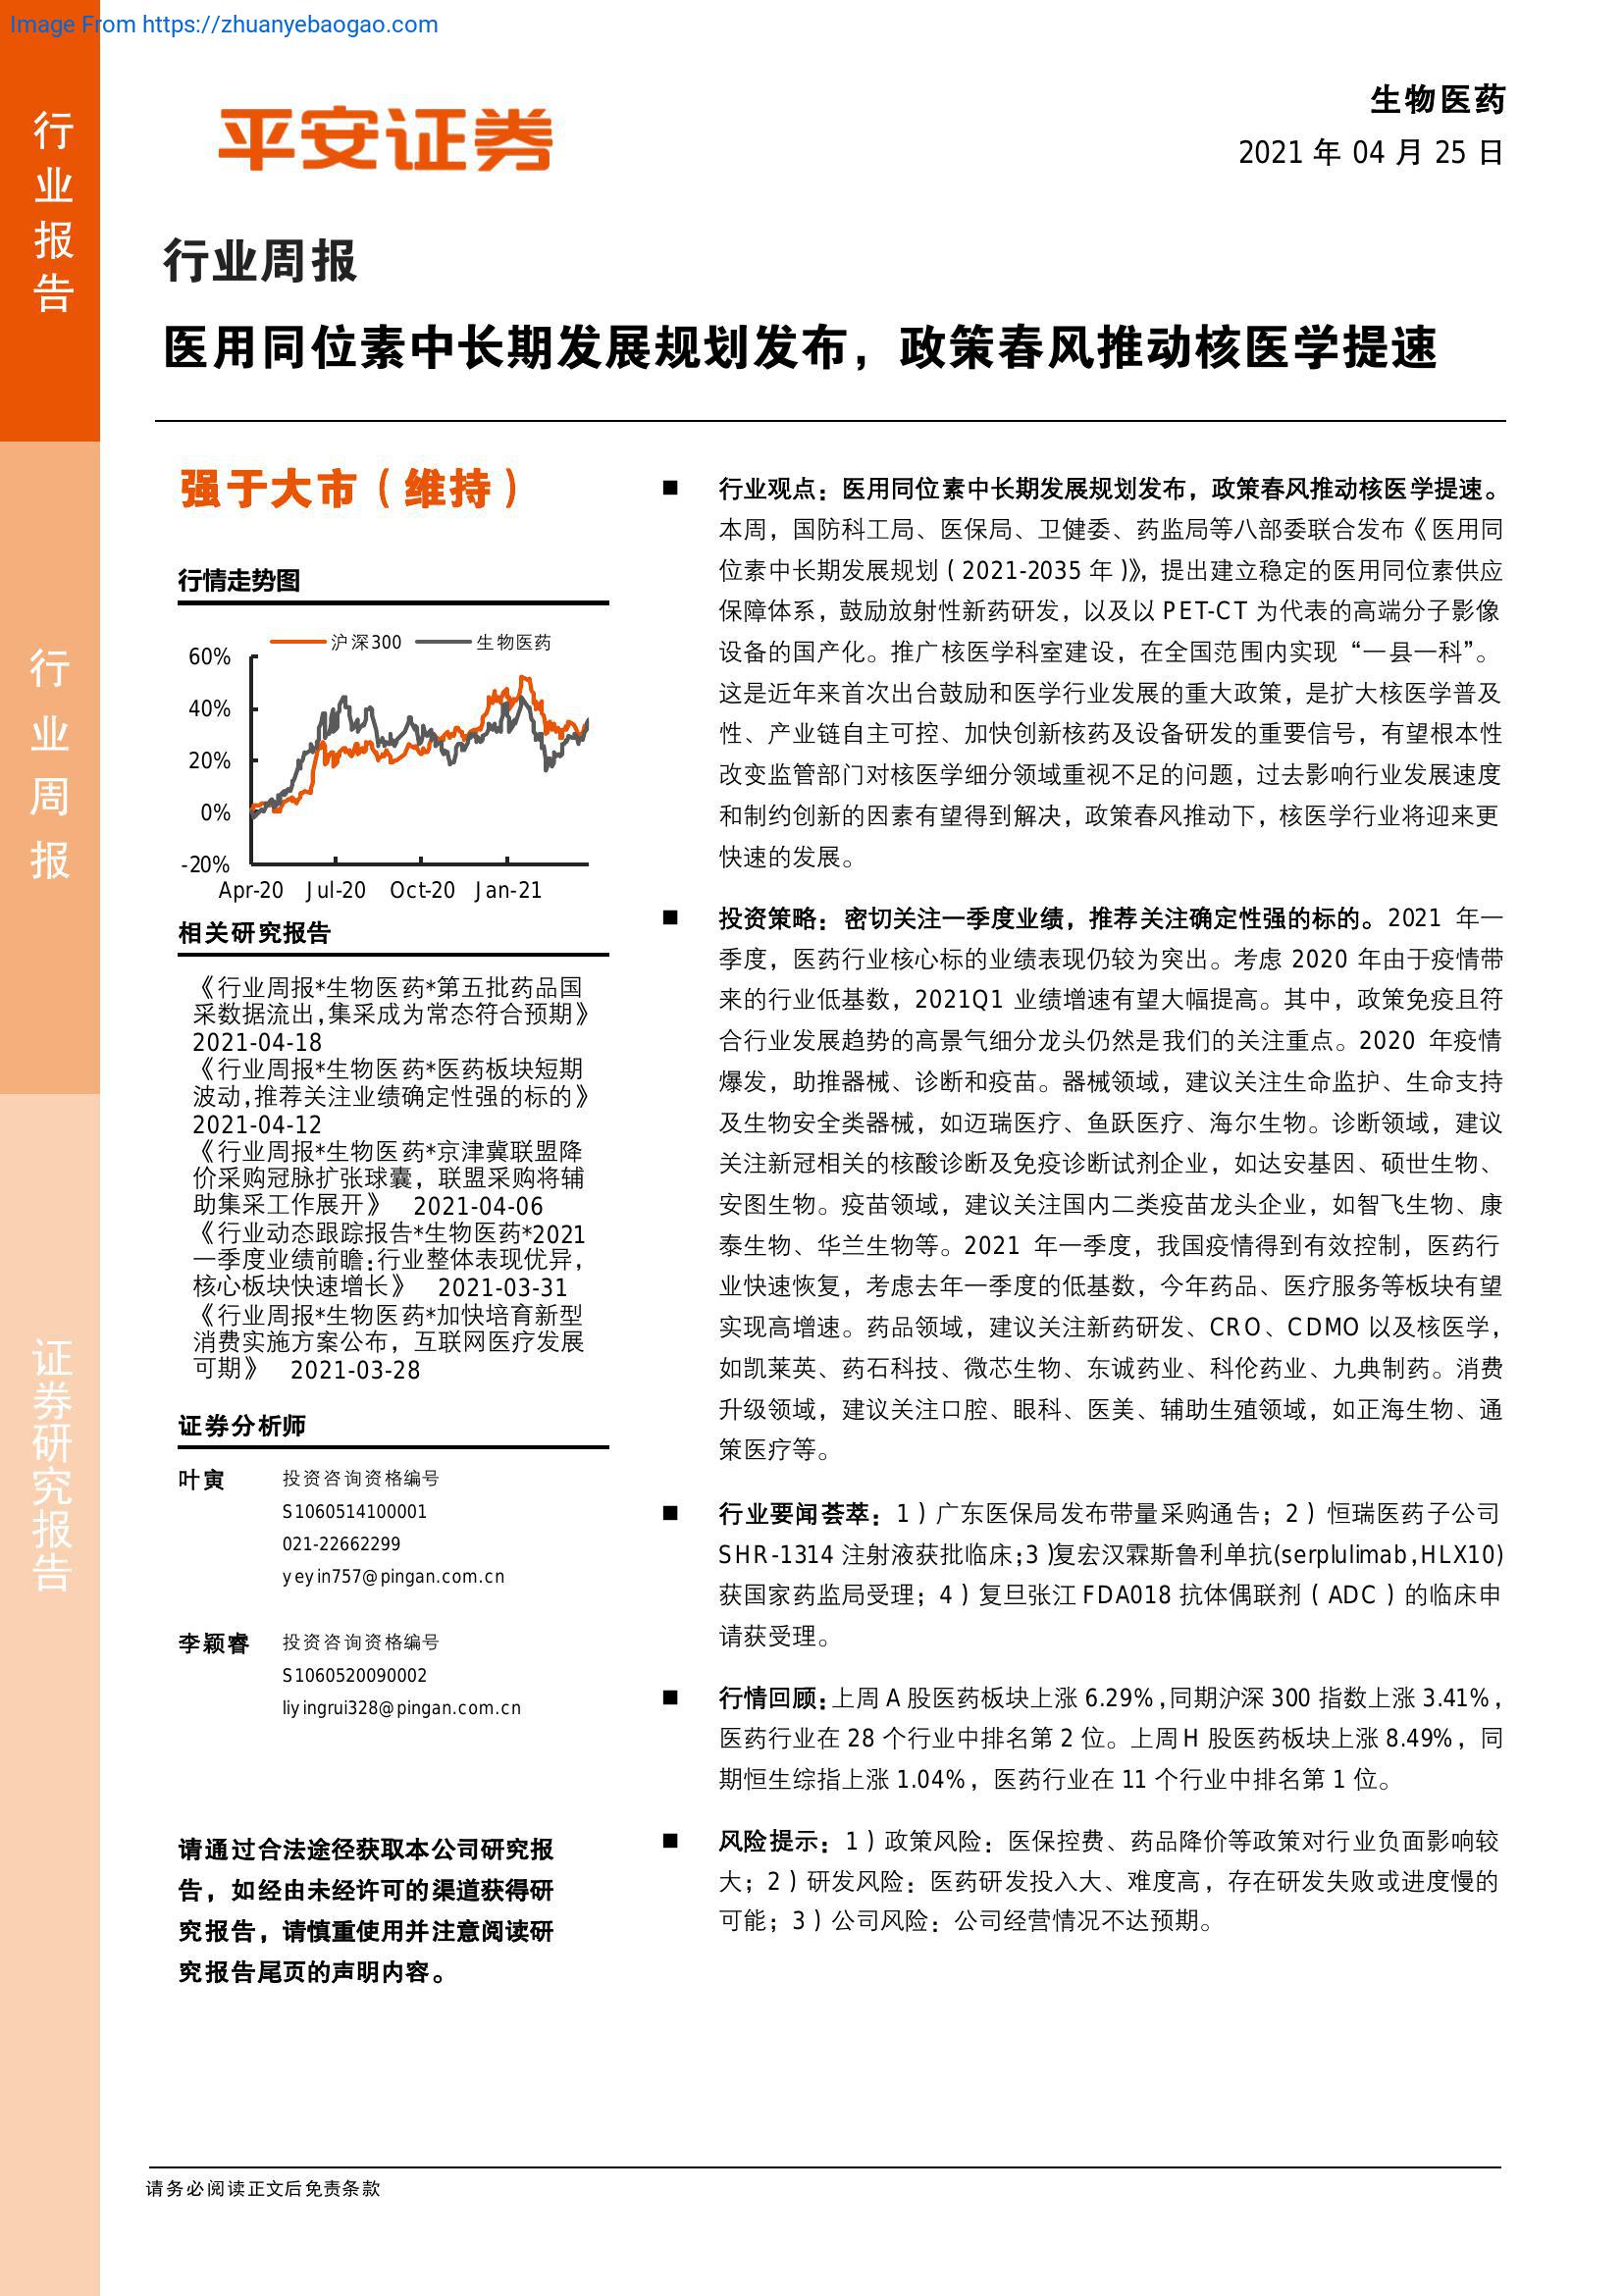 Image From https://zhuanyebaogao.com
行业报告
行业周报
证券研究报告
平安证券
生物医药
2021 年 04 月 25 日
行业周报
医用同位素中长期发展规划发布，政策春风推动核医学提速
强于大市（维持）
行情走势图
沪深300 生物医药
60%
40%
20%
0%
-20%
Apr-20 Jul-20 Oct-20 Jan-21
相关研究报告
《行业周报*生物医药*第五批药品国
采数据流出,集采成为常态符合预期》
2021-04-18
《行业周报*生物医药*医药板块短期
波动,推荐关注业绩确定性强的标的》
2021-04-12
《行业周报*生物医药*京津冀联盟降
价采购冠脉扩张球囊，联盟采购将辅
助集采工作展开》 2021-04-06
《行业动态跟踪报告*生物医药*2021
一季度业绩前瞻:行业整体表现优异,
核心板块快速增长》 2021-03-31
《行业周报*生物医药*加快培育新型
消费实施方案公布，互联网医疗发展
可期》 2021-03-28
证券分析师
叶寅 投资咨询资格编号
S1060514100001
021-22662299
yeyin757@pingan.com.cn
李颖睿 投资咨询资格编号
S1060520090002
liyingrui328@pingan.com.cn
请通过合法途径获取本公司研究报
告，如经由未经许可的渠道获得研
究报告，请慎重使用并注意阅读研
究报告尾页的声明内容。
■ 行业观点：医用同位素中长期发展规划发布，政策春风推动核医学提速。
本周，国防科工局、医保局、卫健委、药监局等八部委联合发布《医用同
位素中长期发展规划（2021-2035 年）》，提出建立稳定的医用同位素供应
保障体系，鼓励放射性新药研发，以及以 PET-CT 为代表的高端分子影像
设备的国产化。推广核医学科室建设，在全国范围内实现“一县一科”。
这是近年来首次出台鼓励和医学行业发展的重大政策，是扩大核医学普及
性、产业链自主可控、加快创新核药及设备研发的重要信号，有望根本性
改变监管部门对核医学细分领域重视不足的问题，过去影响行业发展速度
和制约创新的因素有望得到解决，政策春风推动下，核医学行业将迎来更
快速的发展。
■ 投资策略：密切关注一季度业绩，推荐关注确定性强的标的。2021 年一
季度，医药行业核心标的业绩表现仍较为突出。考虑 2020 年由于疫情带
来的行业低基数，2021Q1 业绩增速有望大幅提高。其中，政策免疫且符
合行业发展趋势的高景气细分龙头仍然是我们的关注重点。2020 年疫情
爆发，助推器械、诊断和疫苗。器械领域，建议关注生命监护、生命支持
及生物安全类器械，如迈瑞医疗、鱼跃医疗、海尔生物。诊断领域，建议
关注新冠相关的核酸诊断及免疫诊断试剂企业，如达安基因、硕世生物、
安图生物。疫苗领域，建议关注国内二类疫苗龙头企业，如智飞生物、康
泰生物、华兰生物等。2021 年一季度，我国疫情得到有效控制，医药行
业快速恢复，考虑去年一季度的低基数，今年药品、医疗服务等板块有望
实现高增速。药品领域，建议关注新药研发、CRO、CDMO 以及核医学，
如凯莱英、药石科技、微芯生物、东诚药业、科伦药业、九典制药。消费
升级领域，建议关注口腔、眼科、医美、辅助生殖领域，如正海生物、通
策医疗等。
■ 行业要闻荟萃：1）广东医保局发布带量采购通告；2）恒瑞医药子公司
SHR-1314 注射液获批临床;3）复宏汉霖斯鲁利单抗(serplulimab,HLX10)
获国家药监局受理；4）复旦张江 FDA018 抗体偶联剂（ADC）的临床申
请获受理。
■ 行情回顾：上周 A 股医药板块上涨 6.29%,同期沪深 300 指数上涨 3.41%,
医药行业在 28 个行业中排名第 2 位。上周 H 股医药板块上涨 8.49%，同
期恒生综指上涨 1.04%，医药行业在 11 个行业中排名第 1 位。
■ 风险提示：1）政策风险：医保控费、药品降价等政策对行业负面影响较
大；2）研发风险：医药研发投入大、难度高，存在研发失败或进度慢的
可能；3）公司风险：公司经营情况不达预期。
请务必阅读正文后免责条款